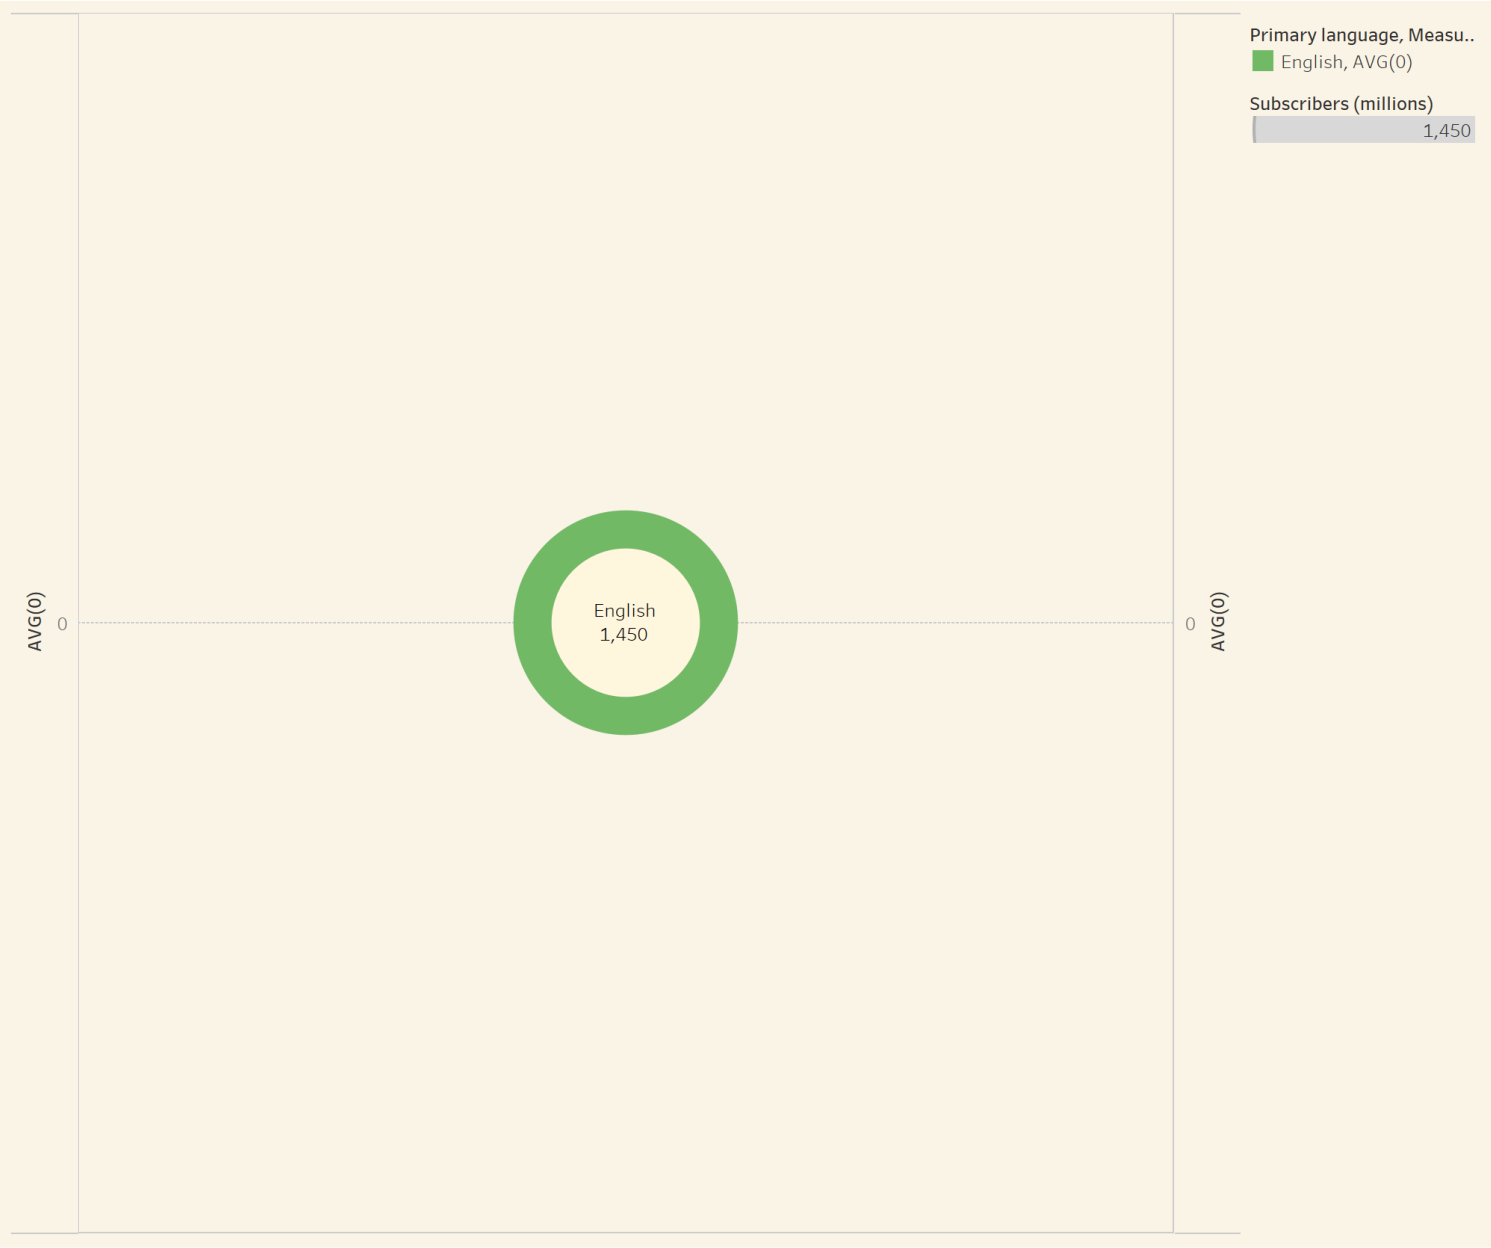 Primary language, Measu..
English, AVG(0)
Subscribers (millions)
1,450
AVG(0)
0
English
1,450
0
AVG(0)